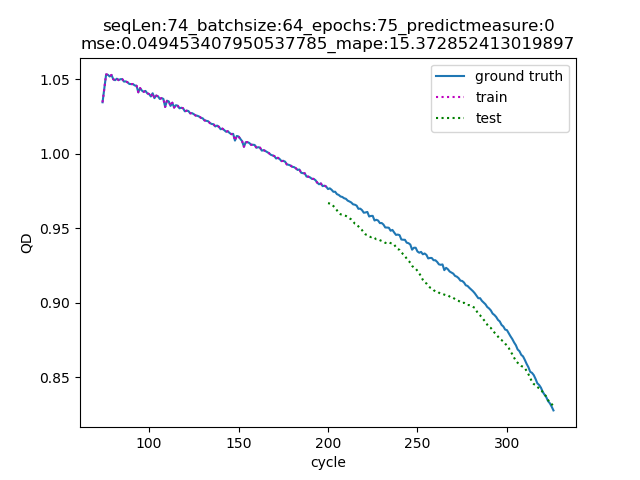 seqLen:74_batchsize:64_epochs:75_predictmeasure:0
mse:0.049453407950537785_mape:15.372852413019897
ground truth
train
test
1.05
1.00
0.95
0.90
0.85
QD
100
150
200
250
300
cycle